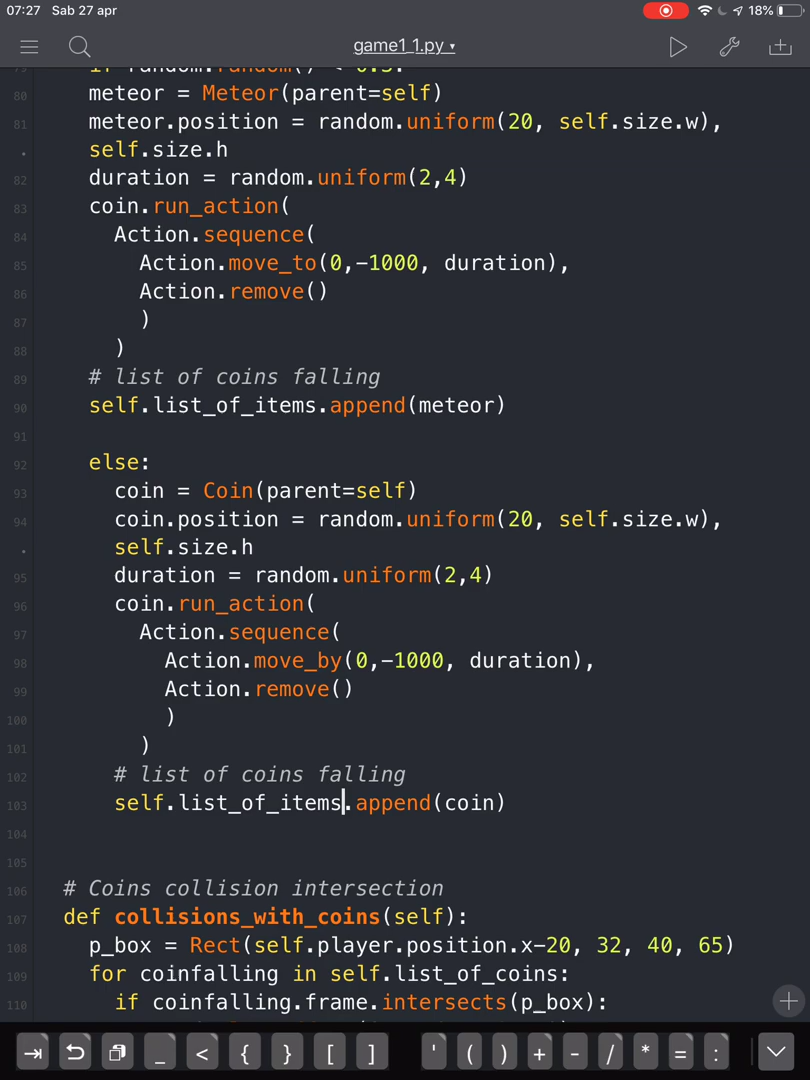 07:27 Sab 27 apr 18%
game1_1.py ▾
80 meteor = Meteor(parent=self)
81 meteor.position = random.uniform(20, self.size.w),
self.size.h
82 duration = random.uniform(2,4)
83 coin.run_action(
84 Action.sequence(
85 Action.move_to(0,-1000, duration),
86 Action.remove()
87 )
88 )
89 # list of coins falling
90 self.list_of_items.append(meteor)
91
92 else:
93 coin = Coin(parent=self)
94 coin.position = random.uniform(20, self.size.w),
self.size.h
95 duration = random.uniform(2,4)
96 coin.run_action(
97 Action.sequence(
98 Action.move_by(0,-1000, duration),
99 Action.remove()
100 )
101 )
102 # list of coins falling
103 self.list_of_items.append(coin)
104
105
106 # Coins collision intersection
107 def collisions_with_coins(self):
108 p_box = Rect(self.player.position.x-20, 32, 40, 65)
109 for coinfalling in self.list_of_coins:
110 if coinfalling.frame.intersects(p_box):
_ < { } [ ] ' ( ) + - / * = :